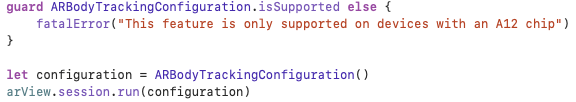 guard ARBodyTrackingConfiguration.isSupported else {
    fatalError("This feature is only supported on devices with an A12 chip")
}

let configuration = ARBodyTrackingConfiguration()
arView.session.run(configuration)